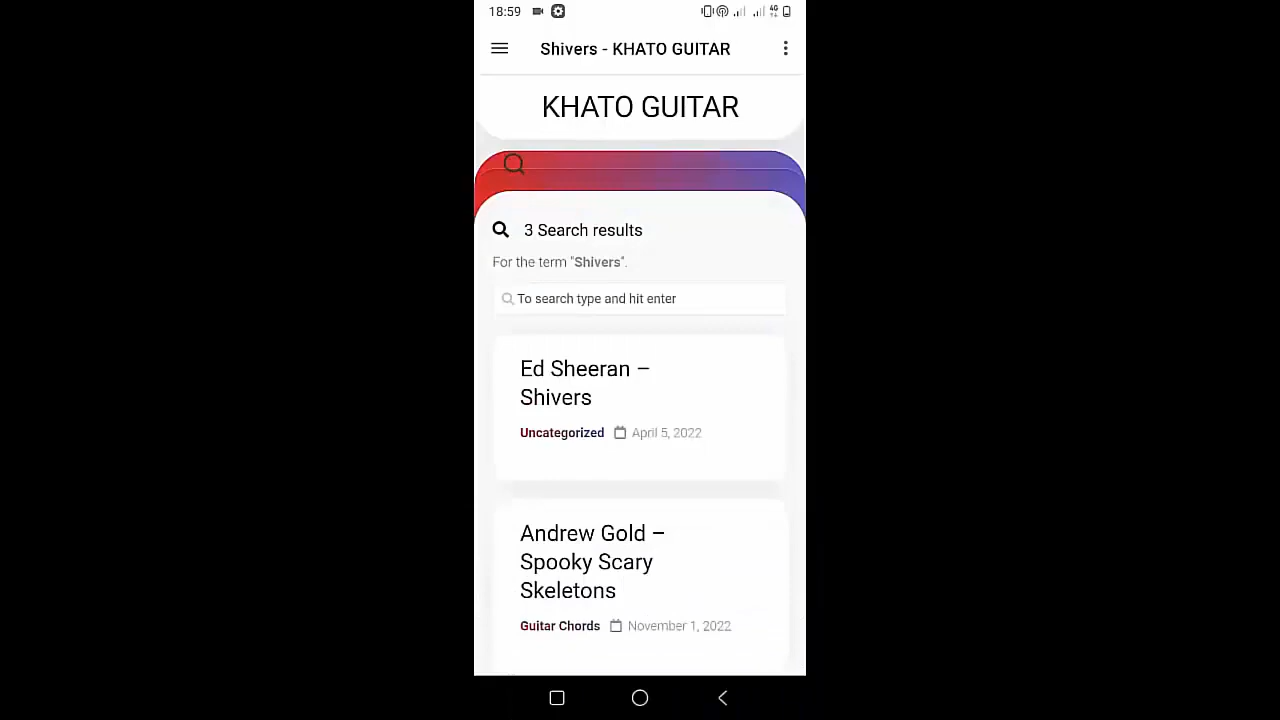 18:59
4G
Shivers - KHATO GUITAR
KHATO GUITAR
3 Search results
For the term "Shivers".
To search type and hit enter
Ed Sheeran –
Shivers
Uncategorized April 5, 2022
Andrew Gold –
Spooky Scary
Skeletons
Guitar Chords November 1, 2022